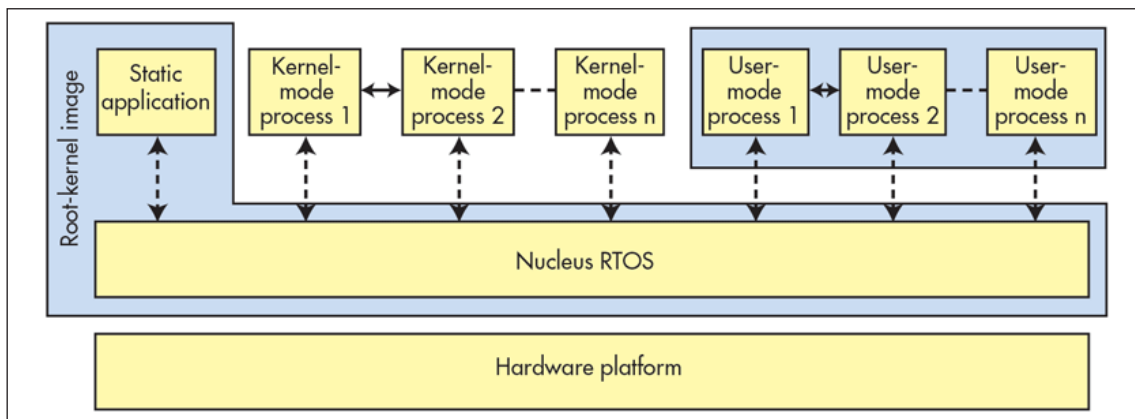 Root-kernel image
Static
application
Kernel-
mode
process 1
Kernel-
mode
process 2
Kernel-
mode
process n
User-
mode
process 1
User-
mode
process 2
User-
mode
process n
Nucleus RTOS
Hardware platform